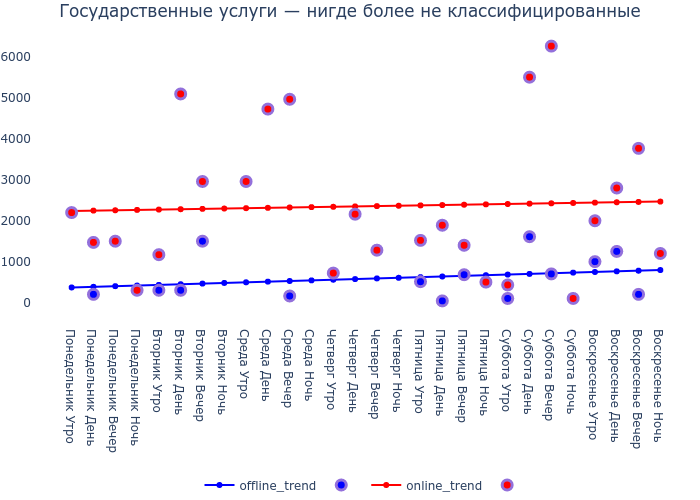 Государственные услуги — нигде более не классифицированные
6000
5000
4000
3000
2000
1000
0
Понедельник Утро
Понедельник День
Понедельник Вечер
Понедельник Ночь
Вторник Утро
Вторник День
Вторник Вечер
Вторник Ночь
Среда Утро
Среда День
Среда Вечер
Среда Ночь
Четверг Утро
Четверг День
Четверг Вечер
Четверг Ночь
Пятница Утро
Пятница День
Пятница Вечер
Пятница Ночь
Суббота Утро
Суббота День
Суббота Вечер
Суббота Ночь
Воскресенье Утро
Воскресенье День
Воскресенье Вечер
Воскресенье Ночь
offline_trend
online_trend